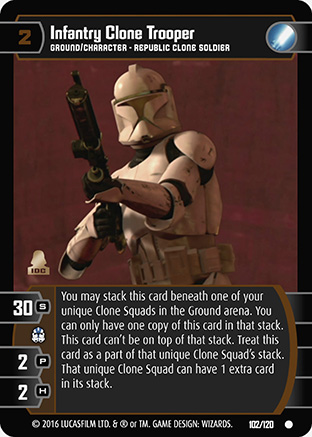 2
Infantry Clone Trooper
GROUND/CHARACTER - REPUBLIC CLONE SOLDIER
IDC
30 S
2 P
2 H
You may stack this card beneath one of your
unique Clone Squads in the Ground arena. You
can only have one copy of this card in that stack.
This card can't be on top of that stack. Treat this
card as a part of that unique Clone Squad's stack.
That unique Clone Squad can have 1 extra card
in its stack.
© 2016 LUCASFILM LTD. & ® OR TM. GAME DESIGN: WIZARDS.
102/120